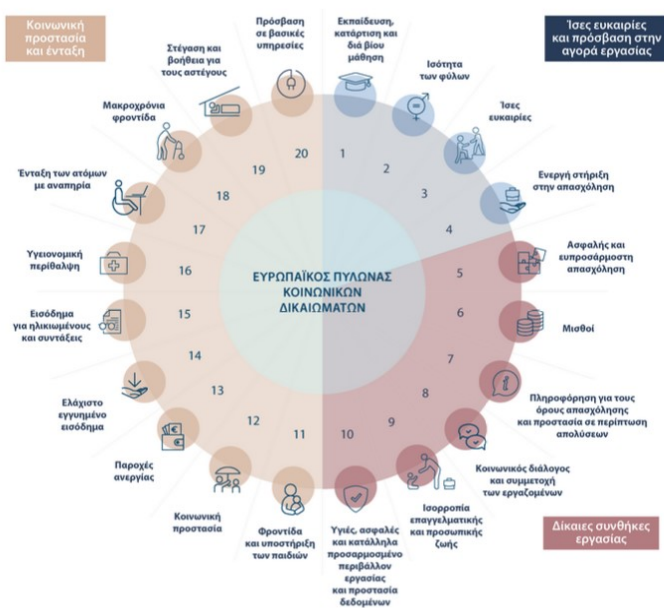 Κοινωνική
προστασία
και ένταξη
Ίσες ευκαιρίες
και πρόσβαση στην
αγορά εργασίας
Δίκαιες συνθήκες
εργασίας
ΕΥΡΩΠΑΪΚΟΣ ΠΥΛΩΝΑΣ
ΚΟΙΝΩΝΙΚΩΝ
ΔΙΚΑΙΩΜΑΤΩΝ
1
Εκπαίδευση,
κατάρτιση και
διά βίου
μάθηση
2
Ισότητα
των φύλων
3
Ίσες
ευκαιρίες
4
Ενεργή στήριξη
στην απασχόληση
5
Ασφαλής και
ευπροσάρμοστη
απασχόληση
6
Μισθοί
7
Πληροφόρηση για τους
όρους απασχόλησης
και προστασία σε περίπτωση
απολύσεων
8
Κοινωνικός διάλογος
και συμμετοχή
των εργαζομένων
9
Ισορροπία
επαγγελματικής
και προσωπικής
ζωής
10
Υγιές, ασφαλές
και κατάλληλα
προσαρμοσμένο
περιβάλλον
εργασίας
και προστασία
δεδομένων
11
Φροντίδα
και υποστήριξη
των παιδιών
12
Κοινωνική
προστασία
13
Παροχές
ανεργίας
14
Ελάχιστο
εγγυημένο
εισόδημα
15
Εισόδημα
για ηλικιωμένους
και συντάξεις
16
Υγειονομική
περίθαλψη
17
Ένταξη των ατόμων
με αναπηρία
18
Μακροχρόνια
φροντίδα
19
Στέγαση και
βοήθεια για
τους αστέγους
20
Πρόσβαση
σε βασικές
υπηρεσίες